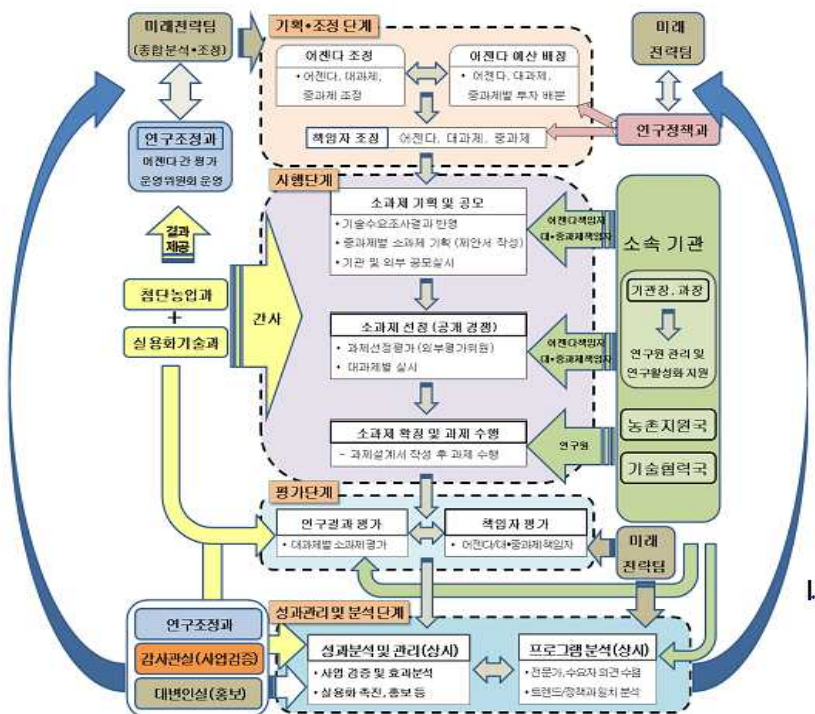 미래전략팀
(종합분석•조정)
기획•조정 단계
어젠다 조정
• 어젠다, 대과제,
중과제 조정
어젠다 예산 배정
• 어젠다, 대과제,
중과제별 투자 배분
책임자 조정
어젠다, 대과제, 중과제
미래
전략팀
연구정책과
연구조정과
어젠다간 평가
운영위원회 운영
결과
제공
첨단농업과
+
실용화기술과
간사
시행단계
소과제 기획 및 공모
• 기술수요조사결과 반영
• 중과제별 소과제 기획 (제안서 작성)
• 기관 및 외부 공모실시
어젠다책임자
대•중과제책임자
소과제 선정 (공개 경쟁)
• 과제선정평가 (외부평가위원)
• 대과제별 실시
어젠다책임자
대•중과제책임자
소과제 확정 및 과제 수행
– 과제설계서 작성 후 과제 수행
연구원
소속 기관
기관장, 과장
연구원 관리 및
연구활성화 지원
농촌지원국
기술협력국
평가단계
연구결과 평가
• 대과제별 소과제 평가
책임자 평가
• 어젠다/대•중과제책임자
미래
전략팀
성과관리 및 분석 단계
연구조정과
감사관실(사업검증)
대변인실(홍보)
성과분석 및 관리(상시)
• 사업 검증 및 효과분석
• 실용화 촉진, 홍보 등
프로그램 분석(상시)
• 전문가, 수요자 의견 수렴
• 트렌드/정책과 일치 분석